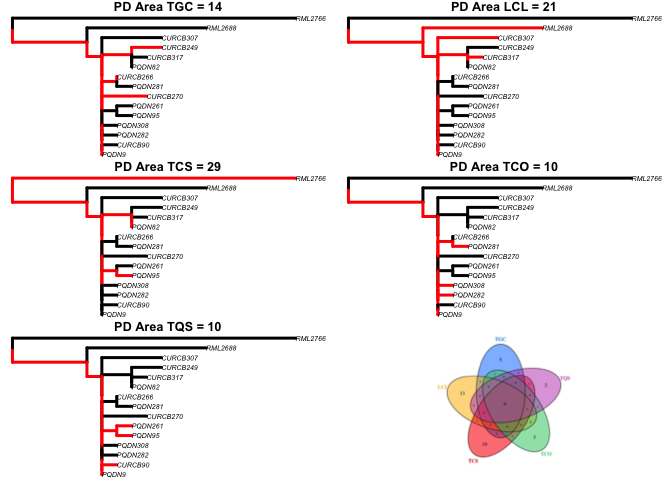 PD Area TGC = 14
RML2766
RML2688
CURCB307
CURCB249
CURCB317
PQDN82
CURCB266
PQDN281
CURCB270
PQDN261
PQDN95
PQDN308
PQDN282
CURCB90
PQDN9
PD Area LCL = 21
RML2766
RML2688
CURCB307
CURCB249
CURCB317
PQDN82
CURCB266
PQDN281
CURCB270
PQDN261
PQDN95
PQDN308
PQDN282
CURCB90
PQDN9
PD Area TCS = 29
RML2766
RML2688
CURCB307
CURCB249
CURCB317
PQDN82
CURCB266
PQDN281
CURCB270
PQDN261
PQDN95
PQDN308
PQDN282
CURCB90
PQDN9
PD Area TCO = 10
RML2766
RML2688
CURCB307
CURCB249
CURCB317
PQDN82
CURCB266
PQDN281
CURCB270
PQDN261
PQDN95
PQDN308
PQDN282
CURCB90
PQDN9
PD Area TQS = 10
RML2766
RML2688
CURCB307
CURCB249
CURCB317
PQDN82
CURCB266
PQDN281
CURCB270
PQDN261
PQDN95
PQDN308
PQDN282
CURCB90
PQDN9
TGC
TQS
LCL
TCS
TCO